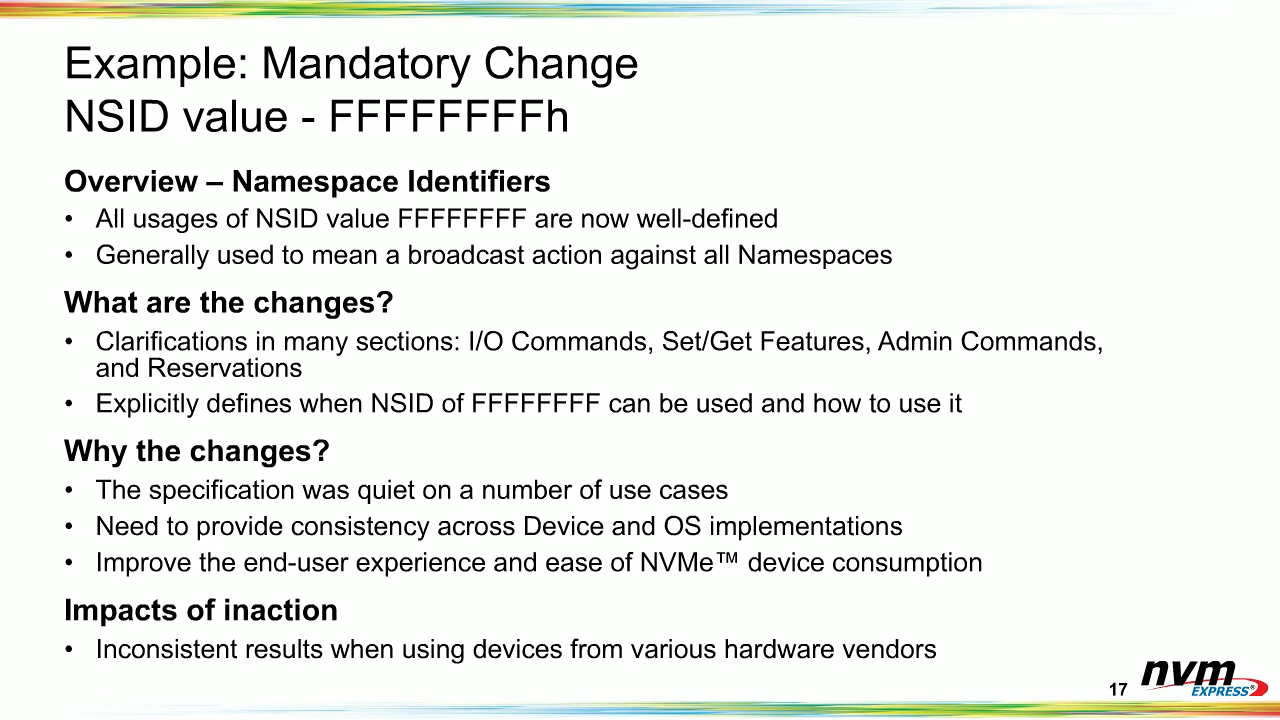 Example: Mandatory Change
NSID value - FFFFFFFFh
Overview – Namespace Identifiers
• All usages of NSID value FFFFFFFF are now well-defined
• Generally used to mean a broadcast action against all Namespaces
What are the changes?
• Clarifications in many sections: I/O Commands, Set/Get Features, Admin Commands,
and Reservations
• Explicitly defines when NSID of FFFFFFFF can be used and how to use it
Why the changes?
• The specification was quiet on a number of use cases
• Need to provide consistency across Device and OS implementations
• Improve the end-user experience and ease of NVMe™ device consumption
Impacts of inaction
• Inconsistent results when using devices from various hardware vendors
17
nvm
EXPRESS®